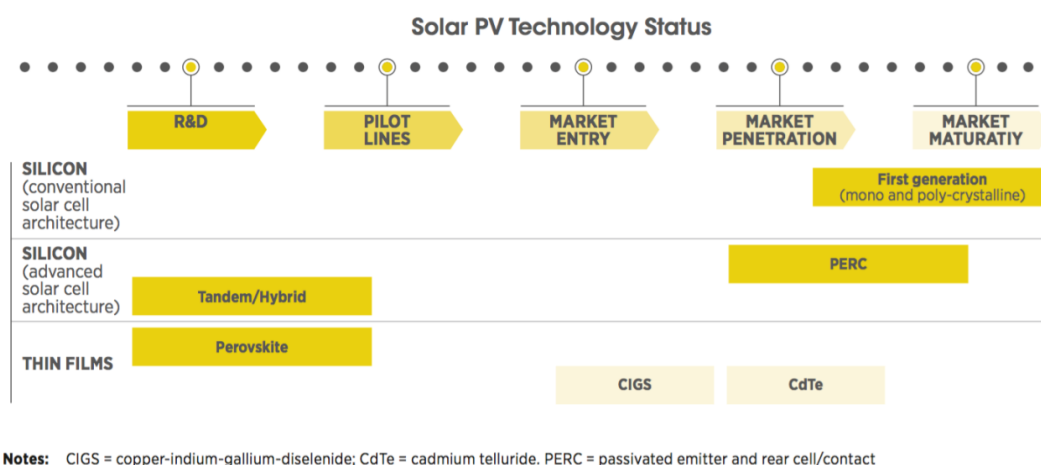 Solar PV Technology Status
R&D
PILOT
LINES
MARKET
ENTRY
MARKET
PENETRATION
MARKET
MATURATIY
SILICON
(conventional
solar cell
architecture)
First generation
(mono and poly-crystalline)
SILICON
(advanced
solar cell
architecture)
PERC
Tandem/Hybrid
THIN FILMS
Perovskite
CIGS
CdTe
Notes: CIGS = copper-indium-gallium-diselenide; CdTe = cadmium telluride. PERC = passivated emitter and rear cell/contact